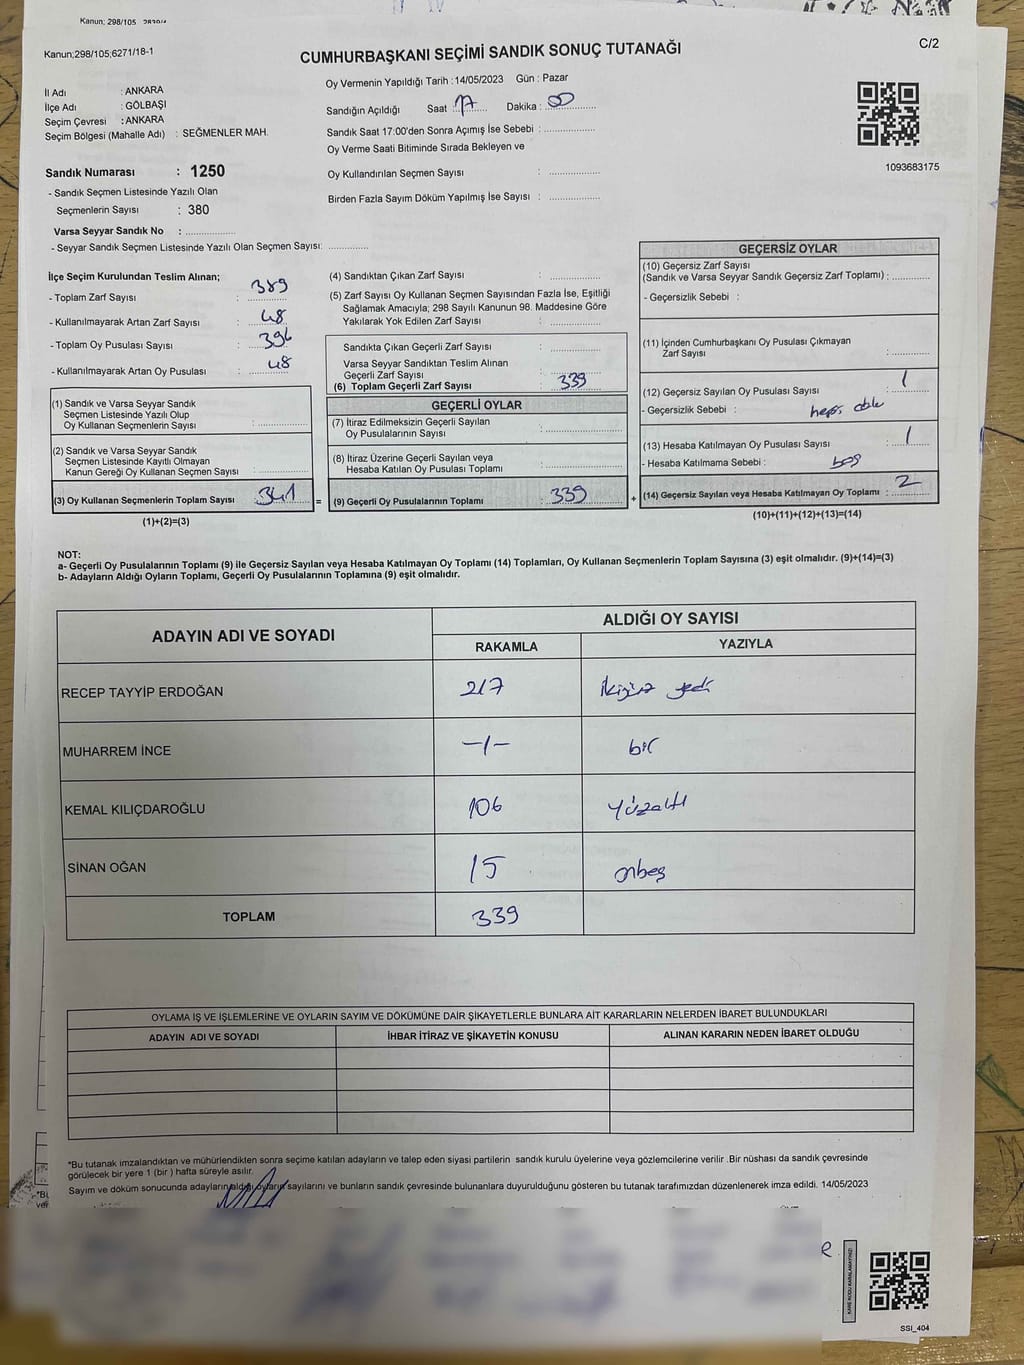 Kanun; 298/105
Kanun;298/105;6271/18-1
C/2
CUMHURBAŞKANI SEÇİMİ SANDIK SONUÇ TUTANAĞI
İl Adı : ANKARA
İlçe Adı : GÖLBAŞI
Seçim Çevresi : ANKARA
Seçim Bölgesi (Mahalle Adı) : SEĞMENLER MAH.
Oy Vermenin Yapıldığı Tarih :14/05/2023 Gün : Pazar
Sandığın Açıldığı Saat : 17 Dakika : 00
Sandık Saat 17:00'den Sonra Açımış İse Sebebi :
Oy Verme Saati Bitiminde Sırada Bekleyen ve
Oy Kullandırılan Seçmen Sayısı :
Birden Fazla Sayım Döküm Yapılmış İse Sayısı :
1093683175
Sandık Numarası : 1250
- Sandık Seçmen Listesinde Yazılı Olan
Seçmenlerin Sayısı : 380
Varsa Seyyar Sandık No :
- Seyyar Sandık Seçmen Listesinde Yazılı Olan Seçmen Sayısı:
İlçe Seçim Kurulundan Teslim Alınan;
- Toplam Zarf Sayısı : 389
- Kullanılmayarak Artan Zarf Sayısı : 48
- Toplam Oy Pusulası Sayısı : 396
- Kullanılmayarak Artan Oy Pusulası : 48
(1) Sandık ve Varsa Seyyar Sandık
Seçmen Listesinde Yazılı Olup
Oy Kullanan Seçmenlerin Sayısı :
(2) Sandık ve Varsa Seyyar Sandık
Seçmen Listesinde Kayıtlı Olmayan
Kanun Gereği Oy Kullanan Seçmen Sayısı :
(3) Oy Kullanan Seçmenlerin Toplam Sayısı : 341
(1)+(2)=(3)
=
(4) Sandıktan Çıkan Zarf Sayısı :
(5) Zarf Sayısı Oy Kullanan Seçmen Sayısından Fazla İse, Eşitliği
Sağlamak Amacıyla; 298 Sayılı Kanunun 98. Maddesine Göre
Yakılarak Yok Edilen Zarf Sayısı :
Sandıkta Çıkan Geçerli Zarf Sayısı :
Varsa Seyyar Sandıktan Teslim Alınan
Geçerli Zarf Sayısı :
(6) Toplam Geçerli Zarf Sayısı : 339
GEÇERLİ OYLAR
(7) İtiraz Edilmeksizin Geçerli Sayılan
Oy Pusulalarının Sayısı :
(8) İtiraz Üzerine Geçerli Sayılan veya
Hesaba Katılan Oy Pusulası Toplamı :
(9) Geçerli Oy Pusulalarının Toplamı : 339
+
GEÇERSİZ OYLAR
(10) Geçersiz Zarf Sayısı
(Sandık ve Varsa Seyyar Sandık Geçersiz Zarf Toplamı) :
- Geçersizlik Sebebi :
(11) İçinden Cumhurbaşkanı Oy Pusulası Çıkmayan
Zarf Sayısı :
(12) Geçersiz Sayılan Oy Pusulası Sayısı : 1
- Geçersizlik Sebebi :
(13) Hesaba Katılmayan Oy Pusulası Sayısı : 1
- Hesaba Katılmama Sebebi : boş
(14) Geçersiz Sayılan veya Hesaba Katılmayan Oy Toplamı : 2
(10)+(11)+(12)+(13)=(14)
NOT:
a- Geçerli Oy Pusulalarının Toplamı (9) ile Geçersiz Sayılan veya Hesaba Katılmayan Oy Toplamı (14) Toplamları, Oy Kullanan Seçmenlerin Toplam Sayısına (3) eşit olmalıdır. (9)+(14)=(3)
b- Adayların Aldığı Oyların Toplamı, Geçerli Oy Pusulalarının Toplamına (9) eşit olmalıdır.
ADAYIN ADI VE SOYADI ALDIĞI OY SAYISI
RAKAMLA YAZIYLA
RECEP TAYYİP ERDOĞAN 217 ikiyüz yedi
MUHARREM İNCE -1- bir
KEMAL KILIÇDAROĞLU 106 yüzaltı
SİNAN OĞAN 15 onbeş
TOPLAM 339
OYLAMA İŞ VE İŞLEMLERİNE VE OYLARIN SAYIM VE DÖKÜMÜNE DAİR ŞİKAYETLERLE BUNLARA AİT KARARLARIN NELERDEN İBARET BULUNDUKLARI
ADAYIN ADI VE SOYADI İHBAR İTİRAZ VE ŞİKAYETİN KONUSU ALINAN KARARIN NEDEN İBARET OLDUĞU
*Bu tutanak imzalandıktan ve mühürlendikten sonra seçime katılan adayların ve talep eden siyasi partilerin sandık kurulu üyelerine veya gözlemcilerine verilir .Bir nüshası da sandık çevresinde
görülecek bir yere 1 (bir ) hafta süreyle asılır.
Sayım ve döküm sonucunda adayların aldığı oyların sayılarını ve bunların sandık çevresinde bulunanlara duyurulduğunu gösteren bu tutanak tarafımızdan düzenlenerek imza edildi. 14/05/2023
KARE KODU KARALAMAYINIZ!
SSI_404